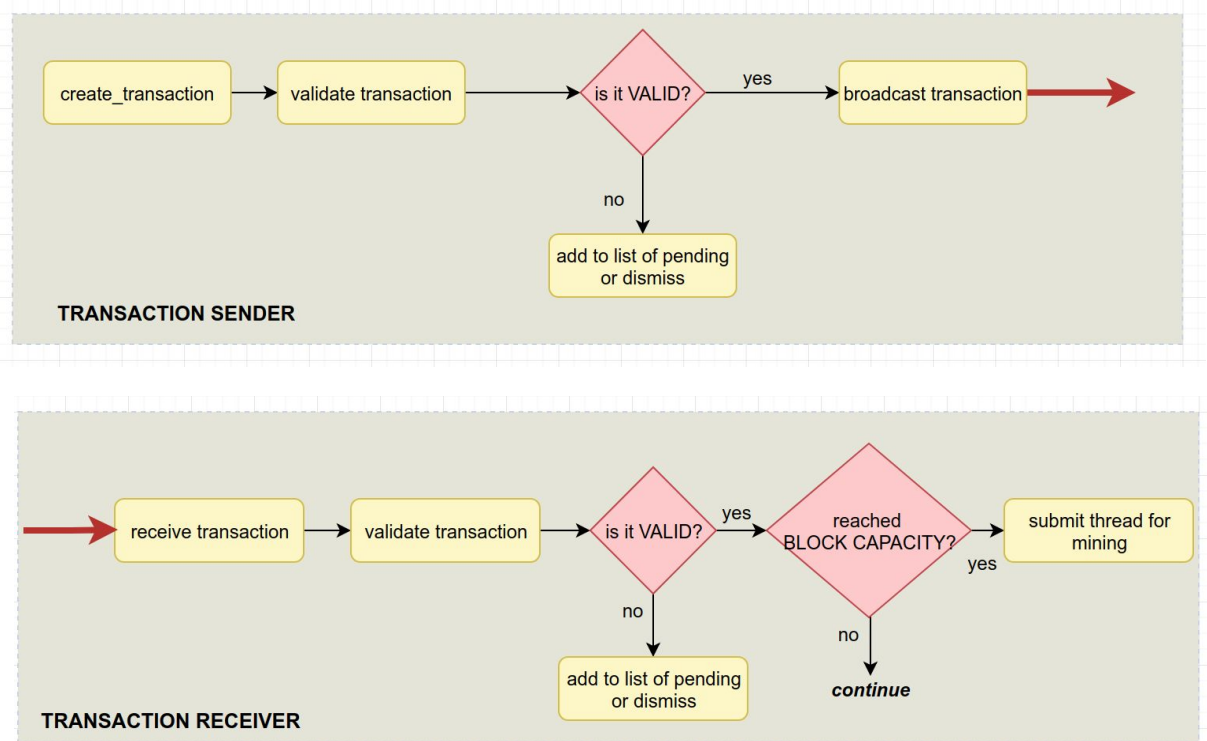 create_transaction
validate transaction
is it VALID?
yes
broadcast transaction
no
add to list of pending
or dismiss
TRANSACTION SENDER
receive transaction
validate transaction
is it VALID?
yes
reached
BLOCK CAPACITY?
yes
submit thread for
mining
no
add to list of pending
or dismiss
no
continue
TRANSACTION RECEIVER